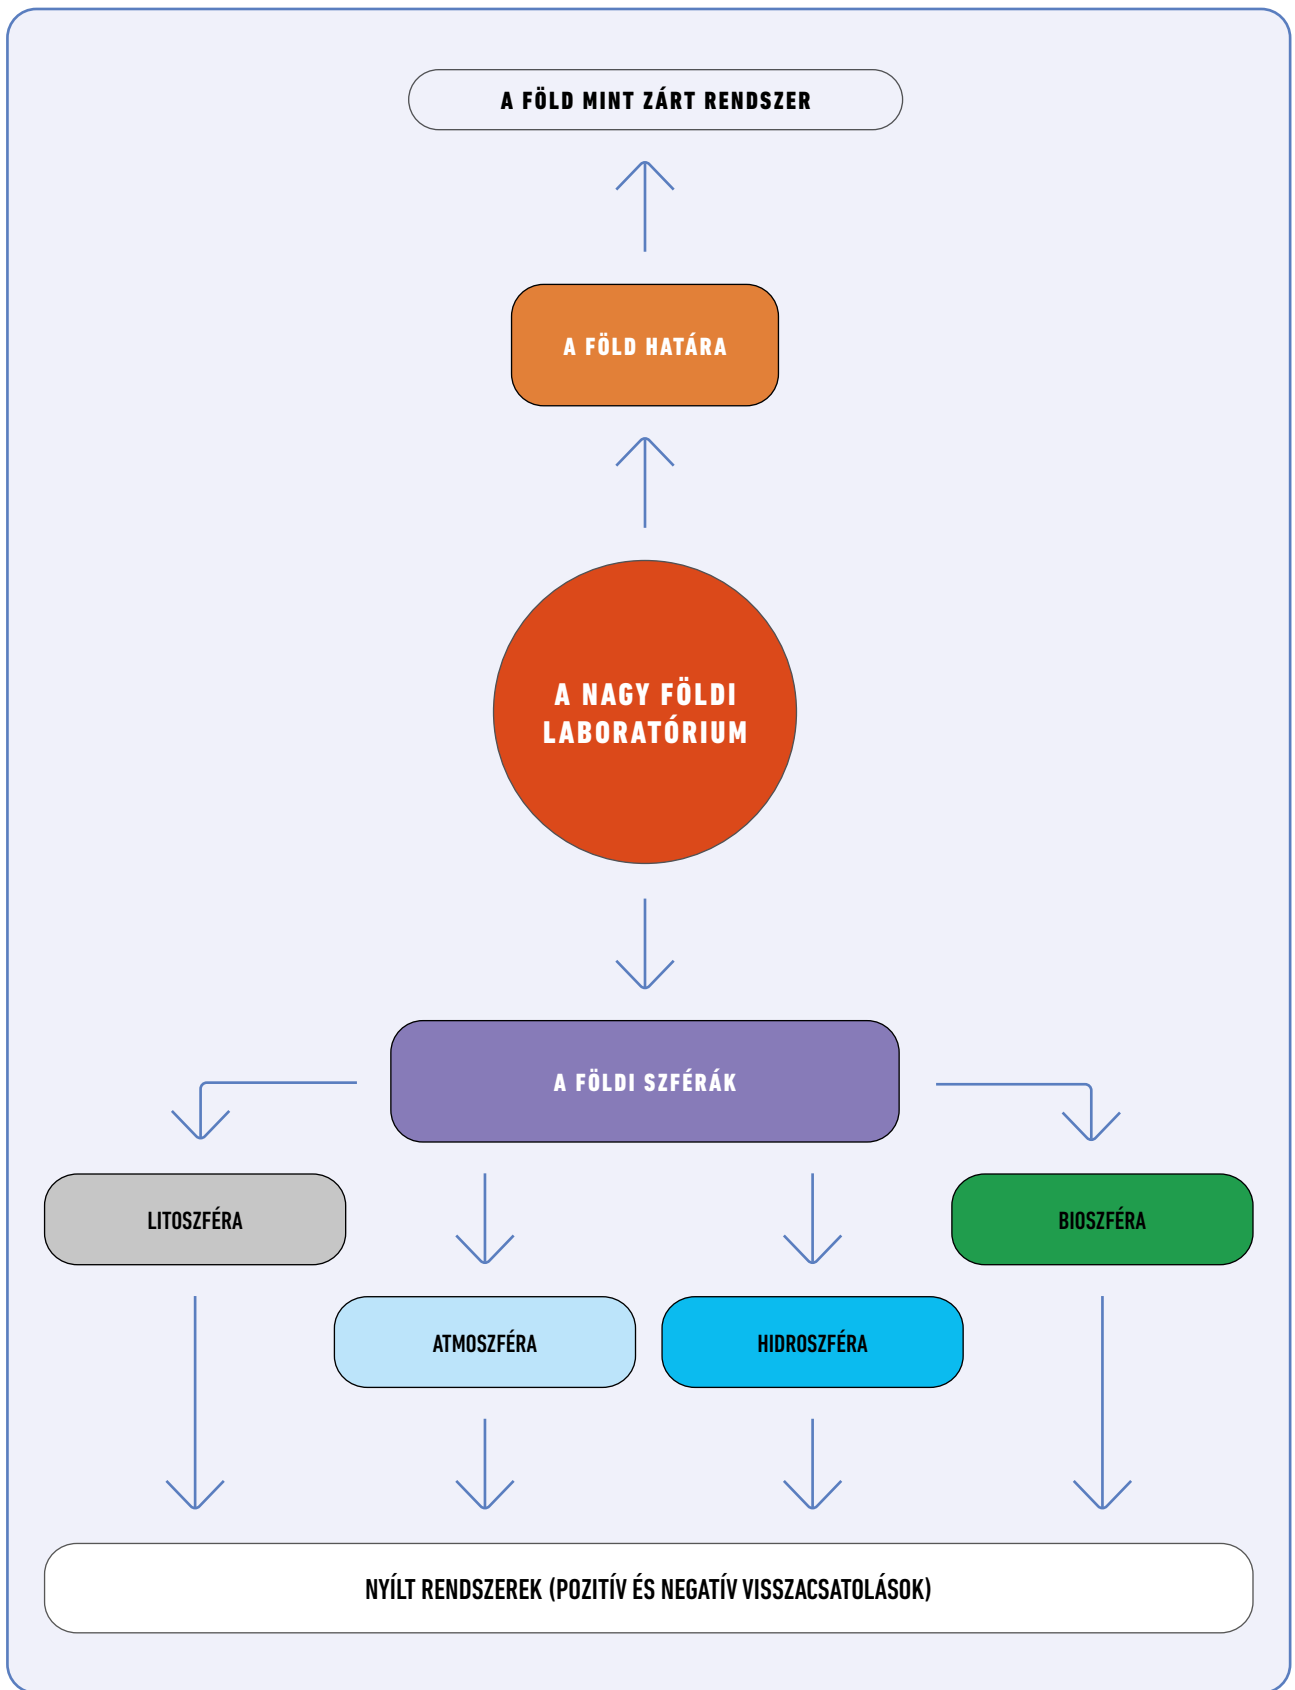 A FÖLD MINT ZÁRT RENDSZER
A FÖLD HATÁRA
A NAGY FÖLDI
LABORATÓRIUM
A FÖLDI SZFÉRÁK
LITOSZFÉRA
BIOSZFÉRA
ATMOSZFÉRA
HIDROSZFÉRA
NYÍLT RENDSZEREK (POZITÍV ÉS NEGATÍV VISSZACSATOLÁSOK)